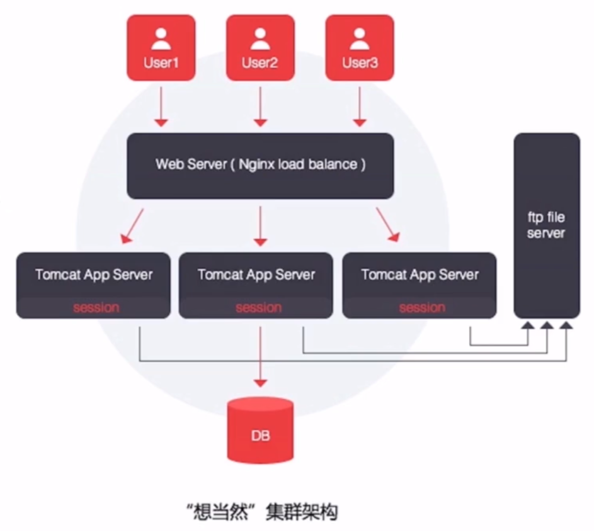 User1
User2
User3
Web Server ( Nginx load balance )
ftp file
server
Tomcat App Server
session
Tomcat App Server
session
Tomcat App Server
session
DB
“想当然”集群架构